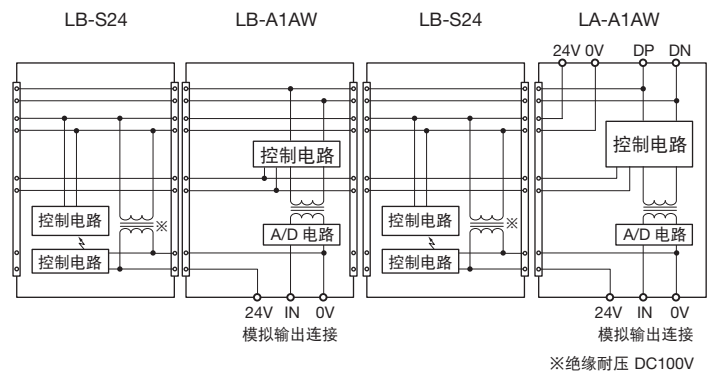 LB-S24 LB-A1AW LB-S24 LA-A1AW
24V 0V DP DN
控制电路 控制电路
控制电路 ※ 控制电路 ※
A/D 电路 A/D 电路
控制电路 控制电路
24V IN 0V 24V IN 0V
模拟输出连接 模拟输出连接
※绝缘耐压 DC100V